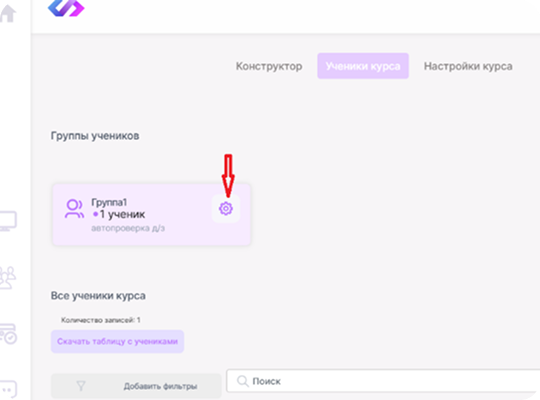 Конструктор Ученики курса Настройки курса
Группы учеников
Группа1
1 ученик
автопроверка д/з
Все ученики курса
Количество записей: 1
Скачать таблицу с учениками
Добавить фильтры Поиск